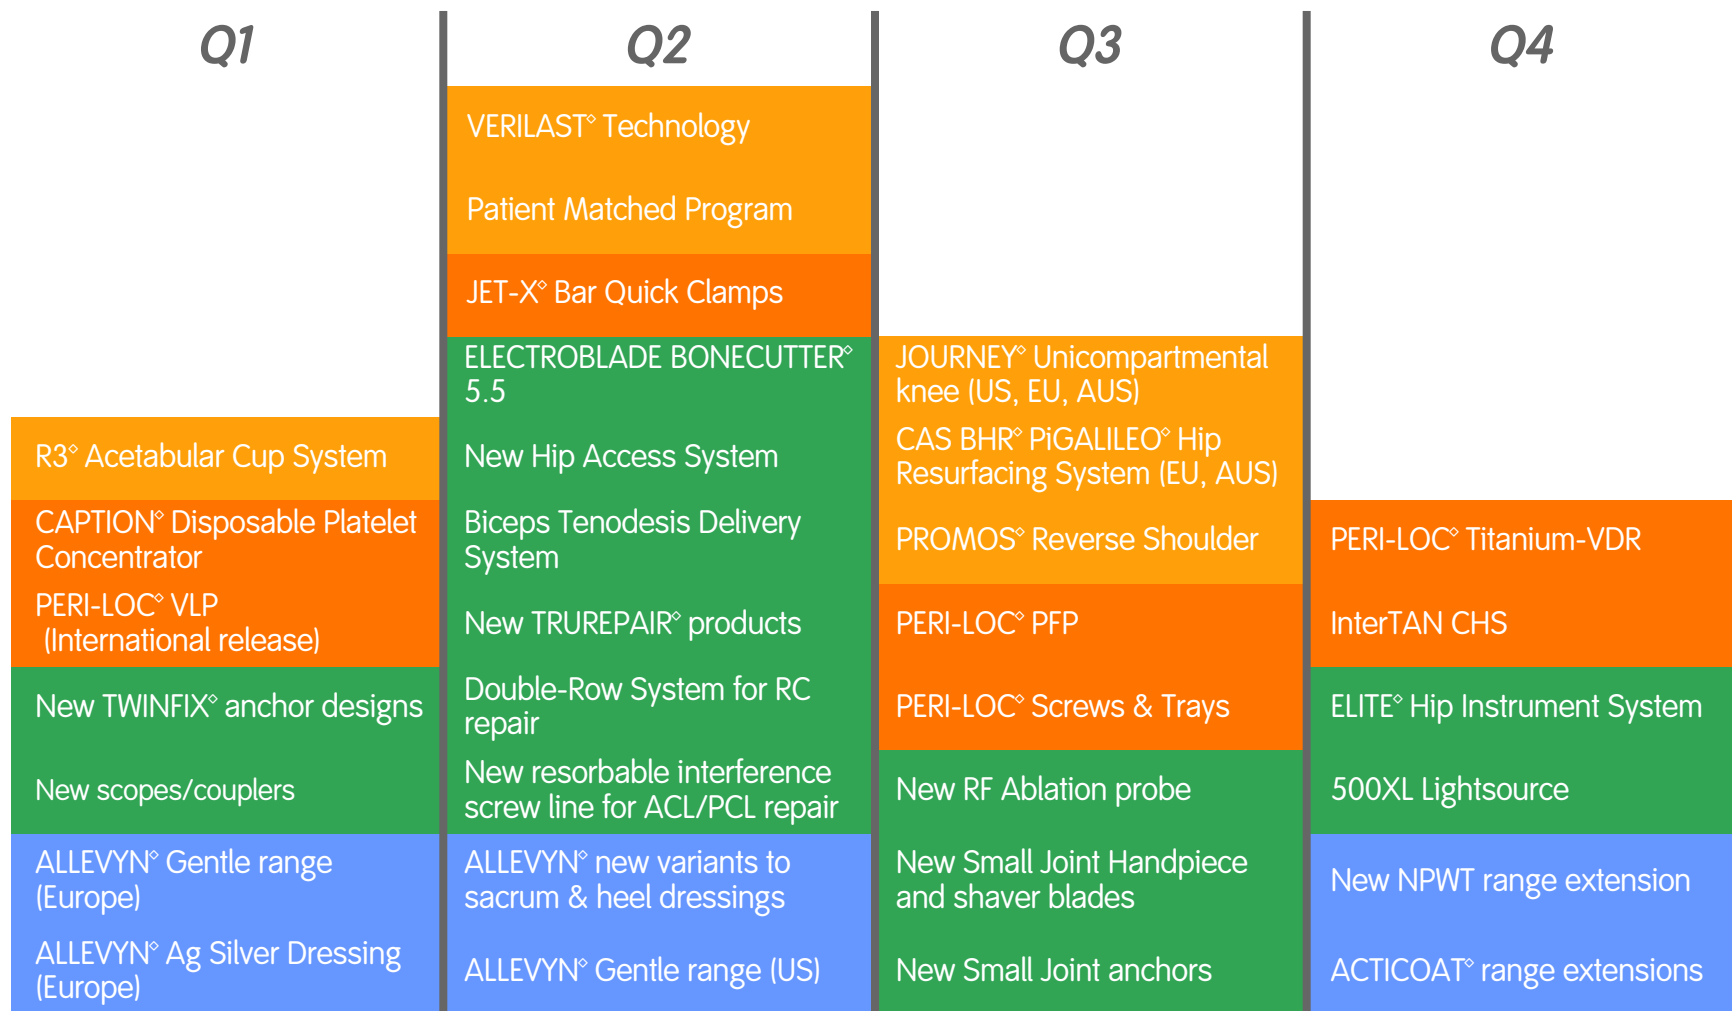 Q1
R3◊ Acetabular Cup System
CAPTION◊ Disposable Platelet
Concentrator
PERI-LOC◊ VLP
(International release)
New TWINFIX◊ anchor designs
New scopes/couplers
ALLEVYN◊ Gentle range
(Europe)
ALLEVYN◊ Ag Silver Dressing
(Europe)
Q2
VERILAST◊ Technology
Patient Matched Program
JET-X◊ Bar Quick Clamps
ELECTROBLADE BONECUTTER◊
5.5
New Hip Access System
Biceps Tenodesis Delivery
System
New TRUREPAIR◊ products
Double-Row System for RC
repair
New resorbable interference
screw line for ACL/PCL repair
ALLEVYN◊ new variants to
sacrum & heel dressings
ALLEVYN◊ Gentle range (US)
Q3
JOURNEY◊ Unicompartmental
knee (US, EU, AUS)
CAS BHR◊ PiGALILEO◊ Hip
Resurfacing System (EU, AUS)
PROMOS◊ Reverse Shoulder
PERI-LOC◊ PFP
PERI-LOC◊ Screws & Trays
New RF Ablation probe
New Small Joint Handpiece
and shaver blades
New Small Joint anchors
Q4
PERI-LOC◊ Titanium-VDR
InterTAN CHS
ELITE◊ Hip Instrument System
500XL Lightsource
New NPWT range extension
ACTICOAT◊ range extensions